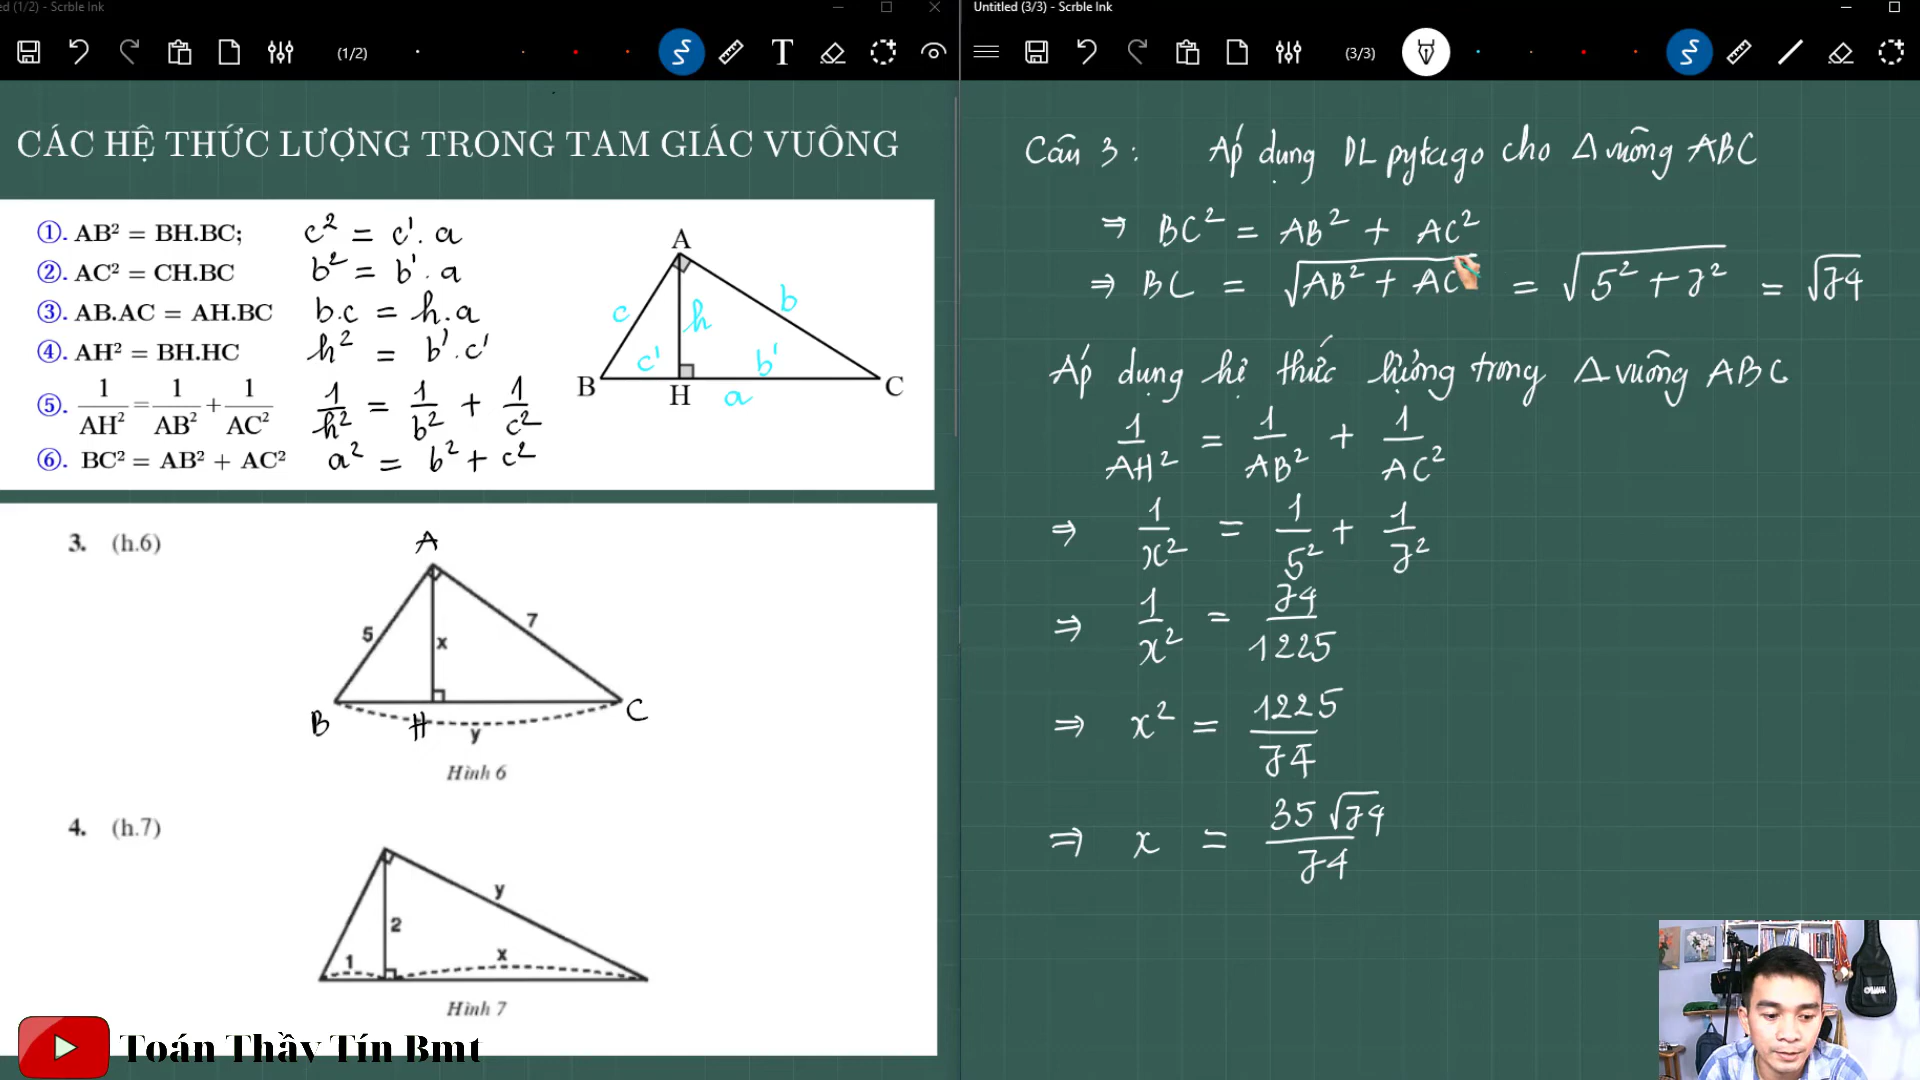 ed (1/2) - Scrble Ink
(1/2)
CÁC HỆ THỨC LƯỢNG TRONG TAM GIÁC VUÔNG
①. AB² = BH.BC; c² = c'. a
②. AC² = CH.BC b² = b'. a
③. AB.AC = AH.BC b.c = h.a
④. AH² = BH.HC h² = b'.c'
⑤. 1/AH² = 1/AB² + 1/AC² 1/h² = 1/b² + 1/c²
⑥. BC² = AB² + AC² a² = b² + c²
A
c
h
b
c'
b'
B
H
a
C
3. (h.6)
A
5
x
7
B
H
y
C
Hình 6
4. (h.7)
y
2
1
x
Hình 7
Toán Thầy Tín Bmt
Untitled (3/3) - Scrble Ink
(3/3)
Câu 3 : Áp dụng DL pytago cho Δ vuông ABC
⇒ BC² = AB² + AC²
⇒ BC = √AB² + AC = √5² + 7² = √74
Áp dụng hệ thức lượng trong Δ vuông ABC
1/AH² = 1/AB² + 1/AC²
⇒ 1/x² = 1/5² + 1/7²
⇒ 1/x² = 74/1225
⇒ x² = 1225/74
⇒ x = 35√74/74
YAMAHA